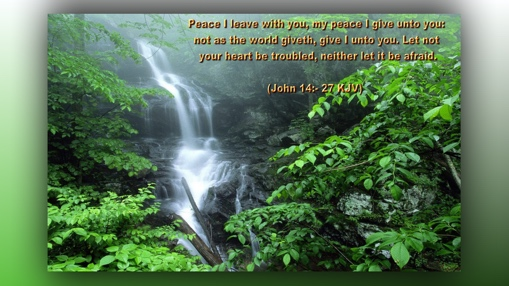 Peace I leave with you, my peace I give unto you:
not as the world giveth, give I unto you. Let not
your heart be troubled, neither let it be afraid.
(John 14:- 27 KJV)